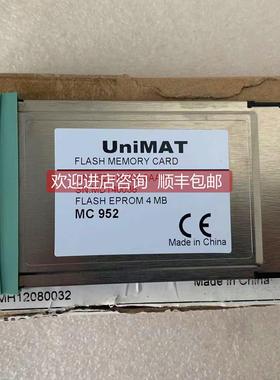 UniMAT
FLASH MEMORY CARD
欢迎进店咨询 顺丰包邮
FLASH EPROM 4 MB
MC 952
CE
Made in China
Made in
MH12080032